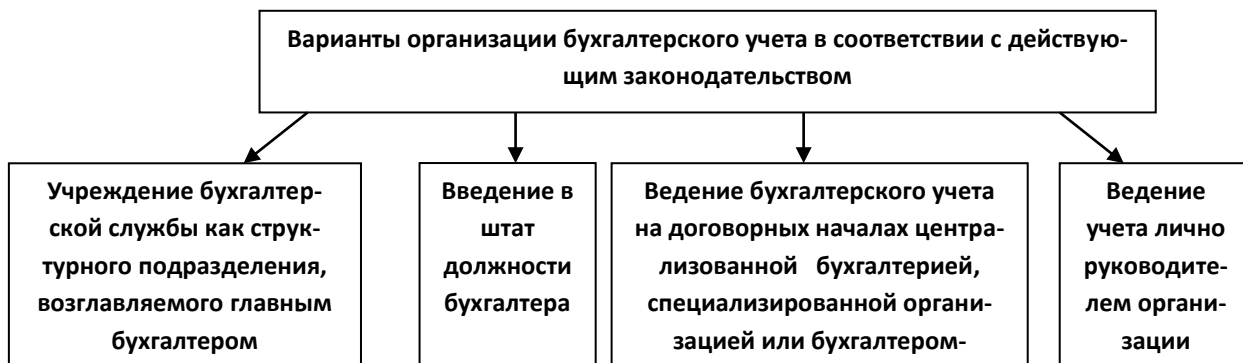 Варианты организации бухгалтерского учета в соответствии с действую-
щим законодательством
Учреждение бухгалтер-
ской службы как струк-
турного подразделения,
возглавляемого главным
бухгалтером
Введение в
штат
должности
бухгалтера
Ведение бухгалтерского учета
на договорных началах центра-
лизованной бухгалтерией,
специализированной органи-
зацией или бухгалтером-
Ведение
учета лично
руководите-
лем органи-
зации